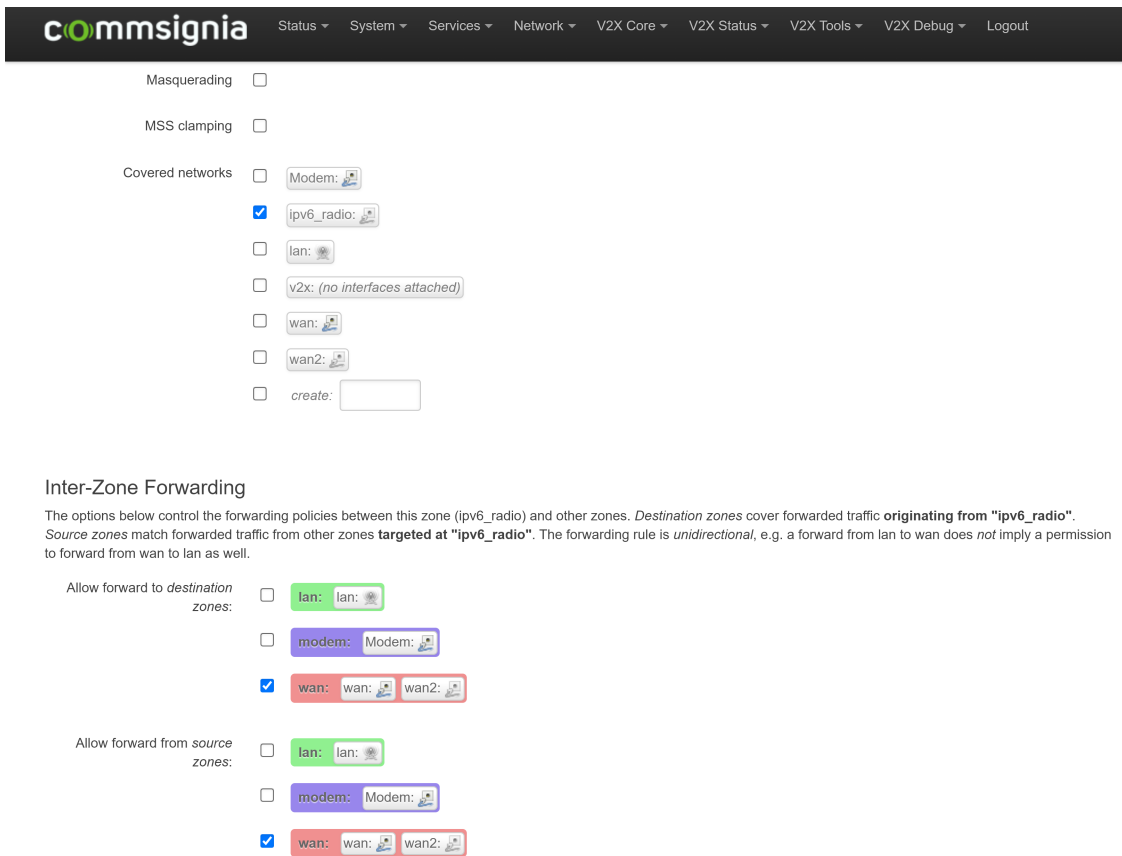 commsignia Status System Services Network V2X Core V2X Status V2X Tools V2X Debug Logout
Masquerading
MSS clamping
Covered networks
Modem:
ipv6_radio:
lan:
v2x: (no interfaces attached)
wan:
wan2:
create:
Inter-Zone Forwarding
The options below control the forwarding policies between this zone (ipv6_radio) and other zones. Destination zones cover forwarded traffic originating from "ipv6_radio".
Source zones match forwarded traffic from other zones targeted at "ipv6_radio". The forwarding rule is unidirectional, e.g. a forward from lan to wan does not imply a permission
to forward from wan to lan as well.
Allow forward to destination
zones:
lan: lan:
modem: Modem:
wan: wan: wan2:
Allow forward from source
zones:
lan: lan:
modem: Modem:
wan: wan: wan2: